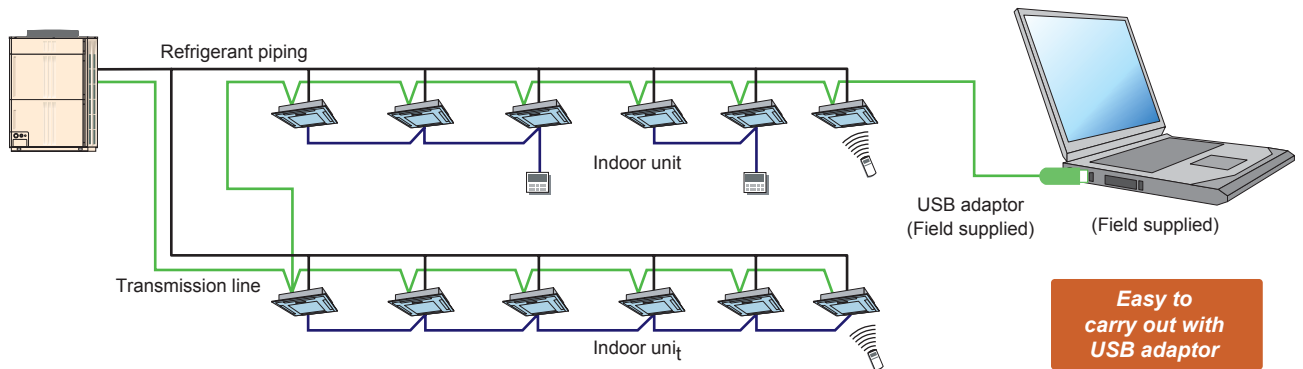 Refrigerant piping
Indoor unit
USB adaptor
(Field supplied)
(Field supplied)
Transmission line
Indoor unit
Easy to
carry out with
USB adaptor